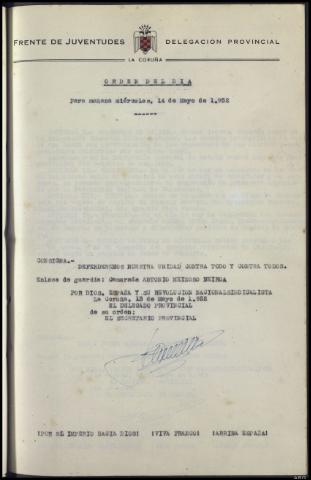 FRENTE DE JUVENTUDES DELEGACION PROVINCIAL
LA CORUÑA
ORDEN DEL DIA
para mañana miércoles, 14 de Mayo de 1.952
CONSIGNA.-
DEFENDEREMOS NUESTRA UNIDAD CONTRA TODO Y CONTRA TODOS.
Enlace de guardia: Camarada ANTONIO MEIZOSO NEIROA
POR DIOS, ESPAÑA Y SU REVOLUCION NACIONALSINDICALISTA
La Coruña, 13 de Mayo de 1.952
EL DELEGADO PROVINCIAL
de su orden:
EL SECRETARIO PROVINCIAL
¡POR EL IMPERIO HACIA DIOS! ¡VIVA FRANCO! ¡ARRIBA ESPAÑA!